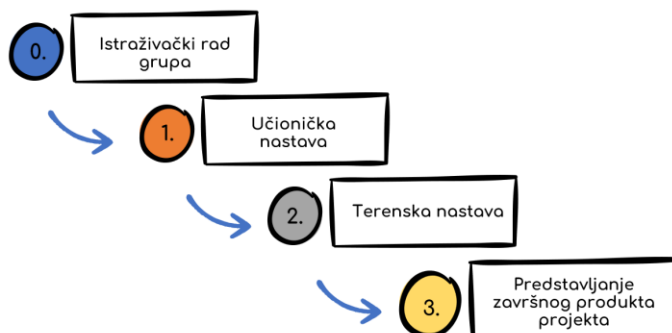 0.
Istraživački rad
grupa
1.
Učionička
nastava
2.
Terenska nastava
3.
Predstavljanje
završnog produkta
projekta